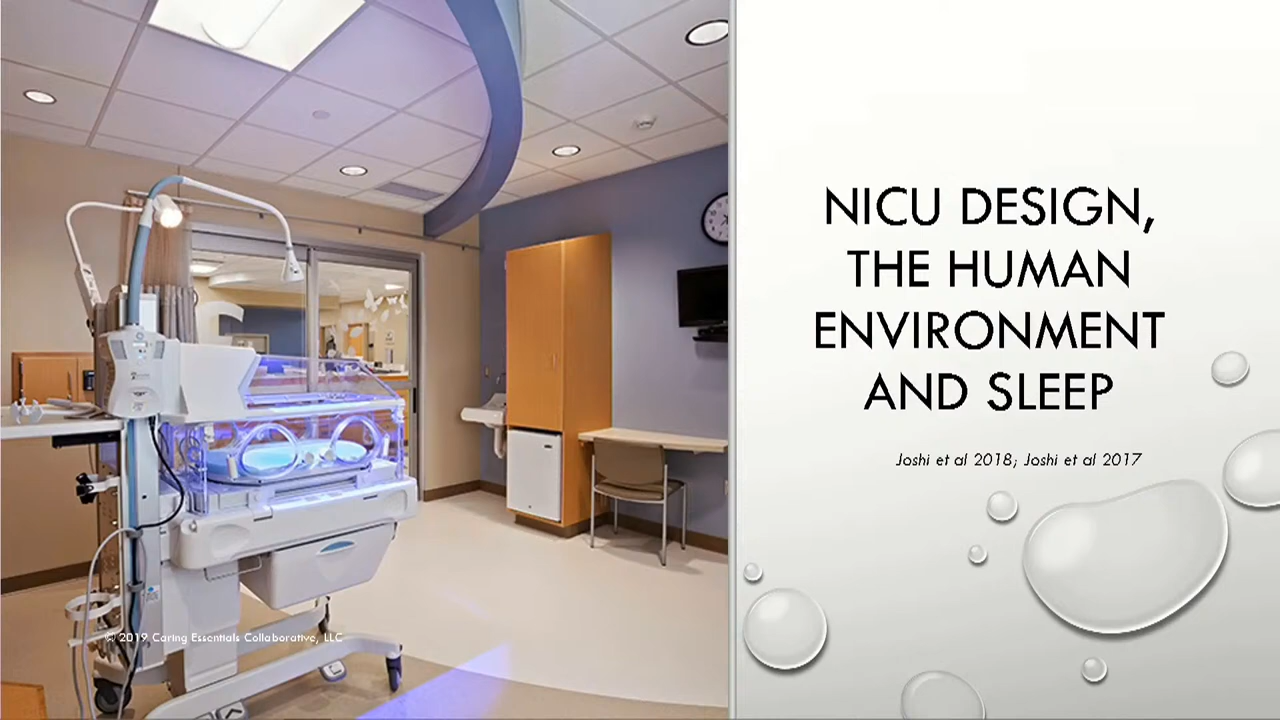 NICU DESIGN,
THE HUMAN
ENVIRONMENT
AND SLEEP
Joshi et al 2018; Joshi et al 2017
© 2019 Caring Essentials Collaborative, LLC